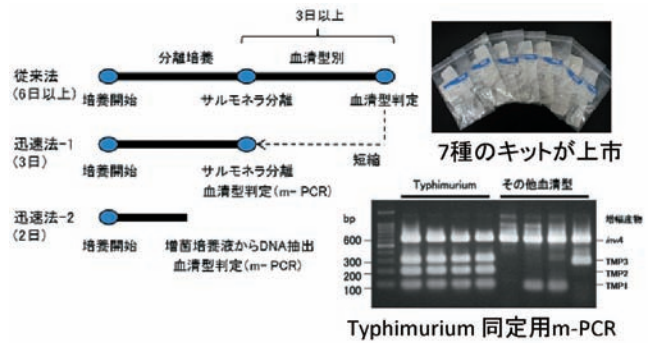 3日以上
分離培養
血清型別
従来法
(6日以上)
培養開始
サルモネラ分離
血清型判定
迅速法-1
(3日)
培養開始
サルモネラ分離
血清型判定(m-PCR)
短縮
迅速法-2
(2日)
培養開始
増菌培養液からDNA抽出
血清型判定(m-PCR)
7種のキットが上市
Typhimurium
その他血清型
bp
増幅産物
600
invA
300
TMP3
200
TMP2
100
TMP1
Typhimurium 同定用m-PCR